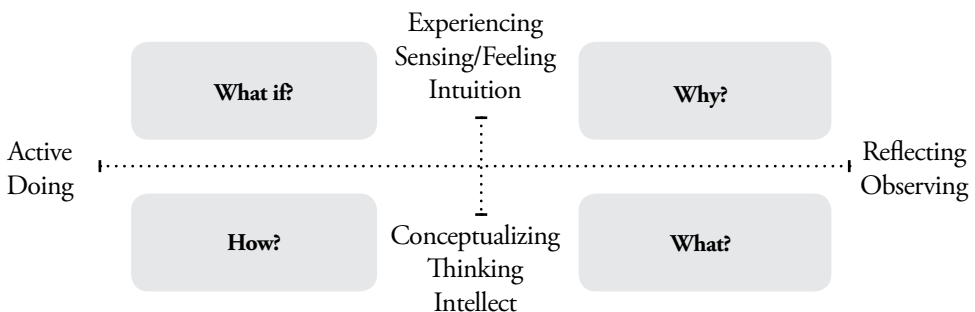 Experiencing
Sensing/Feeling
Intuition
What if?
Why?
Active
Doing
Reflecting
Observing
How?
Conceptualizing
Thinking
Intellect
What?